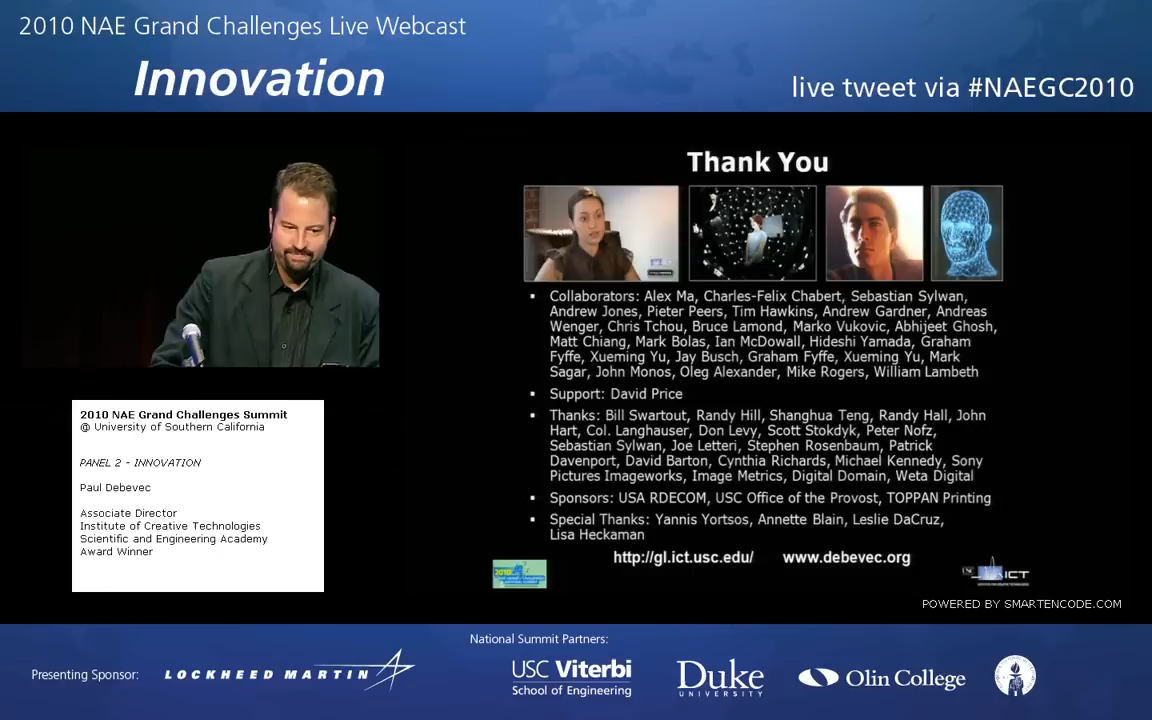 2010 NAE Grand Challenges Live Webcast
Innovation
live tweet via #NAEGC2010
Thank You
▪ Collaborators: Alex Ma, Charles-Felix Chabert, Sebastian Sylwan,
Andrew Jones, Pieter Peers, Tim Hawkins, Andrew Gardner, Andreas
Wenger, Chris Tchou, Bruce Lamond, Marko Vukovic, Abhijeet Ghosh,
Matt Chiang, Mark Bolas, Ian McDowall, Hideshi Yamada, Graham
Fyffe, Xueming Yu, Jay Busch, Graham Fyffe, Xueming Yu, Mark
Sagar, John Monos, Oleg Alexander, Mike Rogers, William Lambeth
▪ Support: David Price
▪ Thanks: Bill Swartout, Randy Hill, Shanghua Teng, Randy Hall, John
Hart, Col. Langhauser, Don Levy, Scott Stokdyk, Peter Nofz,
Sebastian Sylwan, Joe Letteri, Stephen Rosenbaum, Patrick
Davenport, David Barton, Cynthia Richards, Michael Kennedy, Sony
Pictures Imageworks, Image Metrics, Digital Domain, Weta Digital
▪ Sponsors: USA RDECOM, USC Office of the Provost, TOPPAN Printing
▪ Special Thanks: Yannis Yortsos, Annette Blain, Leslie DaCruz,
Lisa Heckaman
http://gl.ict.usc.edu/ www.debevec.org
2010
ICT
2010 NAE Grand Challenges Summit
@ University of Southern California
PANEL 2 - INNOVATION
Paul Debevec
Associate Director
Institute of Creative Technologies
Scientific and Engineering Academy
Award Winner
POWERED BY SMARTENCODE.COM
National Summit Partners:
Presenting Sponsor: LOCKHEED MARTIN
USC Viterbi
School of Engineering
Duke
UNIVERSITY
Olin College